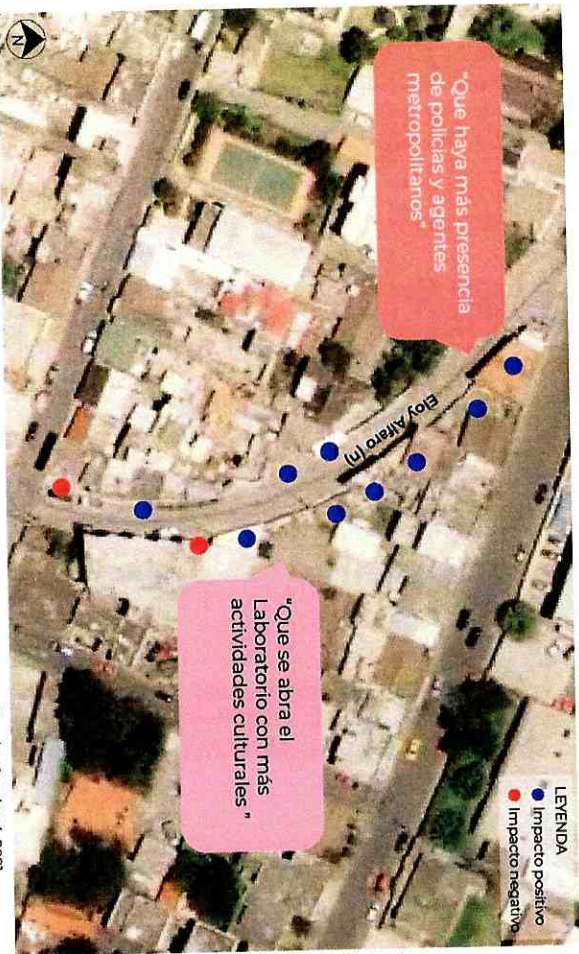 "Que haya más presencia
de policías y agentes
metropolitanos"
Eloy Alfaro (n)
"Que se abra el
Laboratorio con más
actividades culturales "
LEYENDA
Impacto positivo
Impacto negativo
N